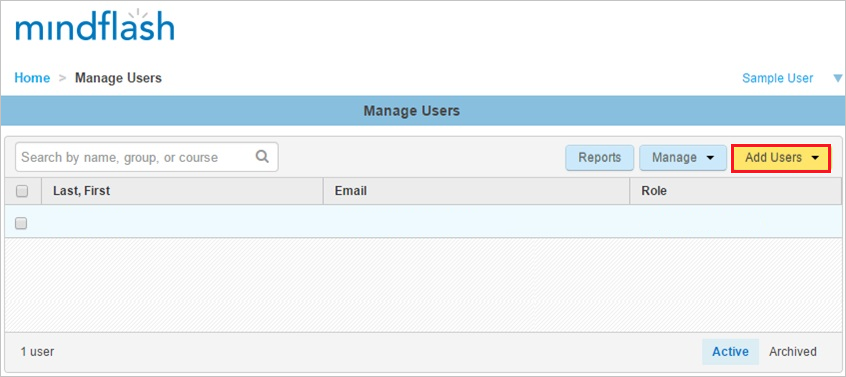 mindflash
Home > Manage Users
Sample User
Manage Users
Search by name, group, or course
Reports
Manage
Add Users
Last, First
Email
Role
1 user
Active
Archived